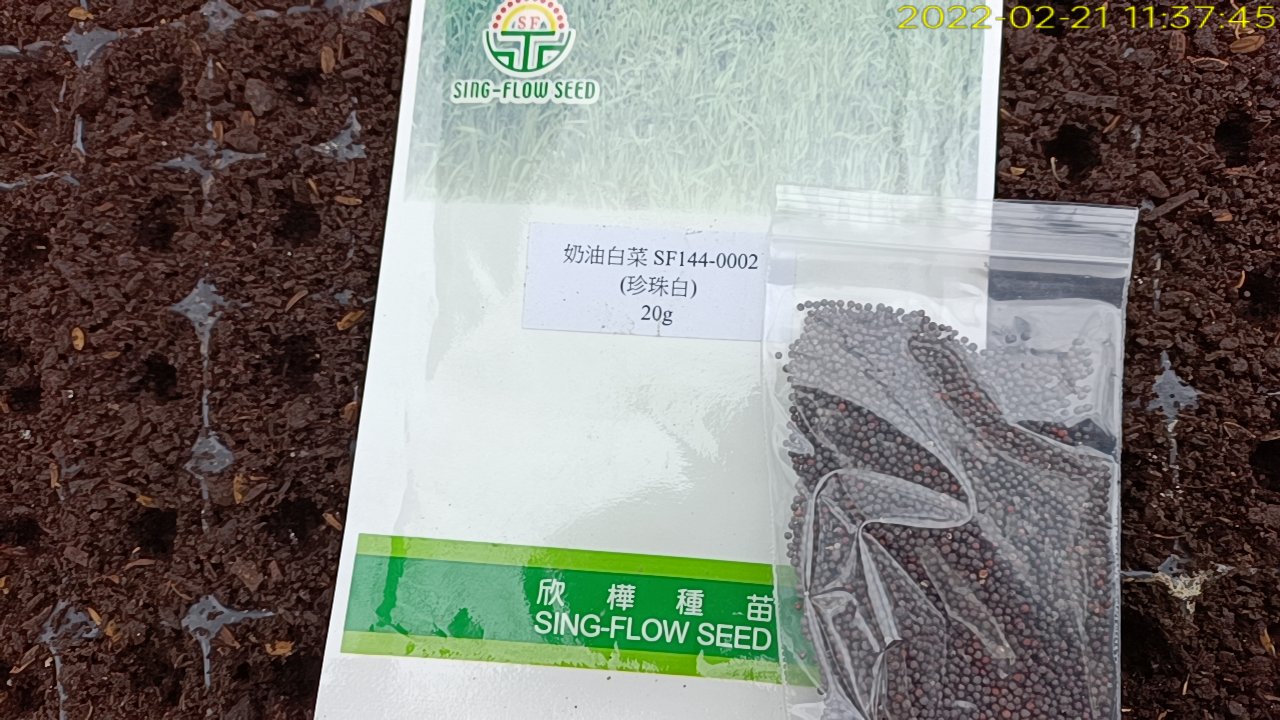 2022-02-21 11:37:45
SF
SING-FLOW SEED
奶油白菜 SF144-0002
(珍珠白)
20g
欣樺種苗
SING-FLOW SEED